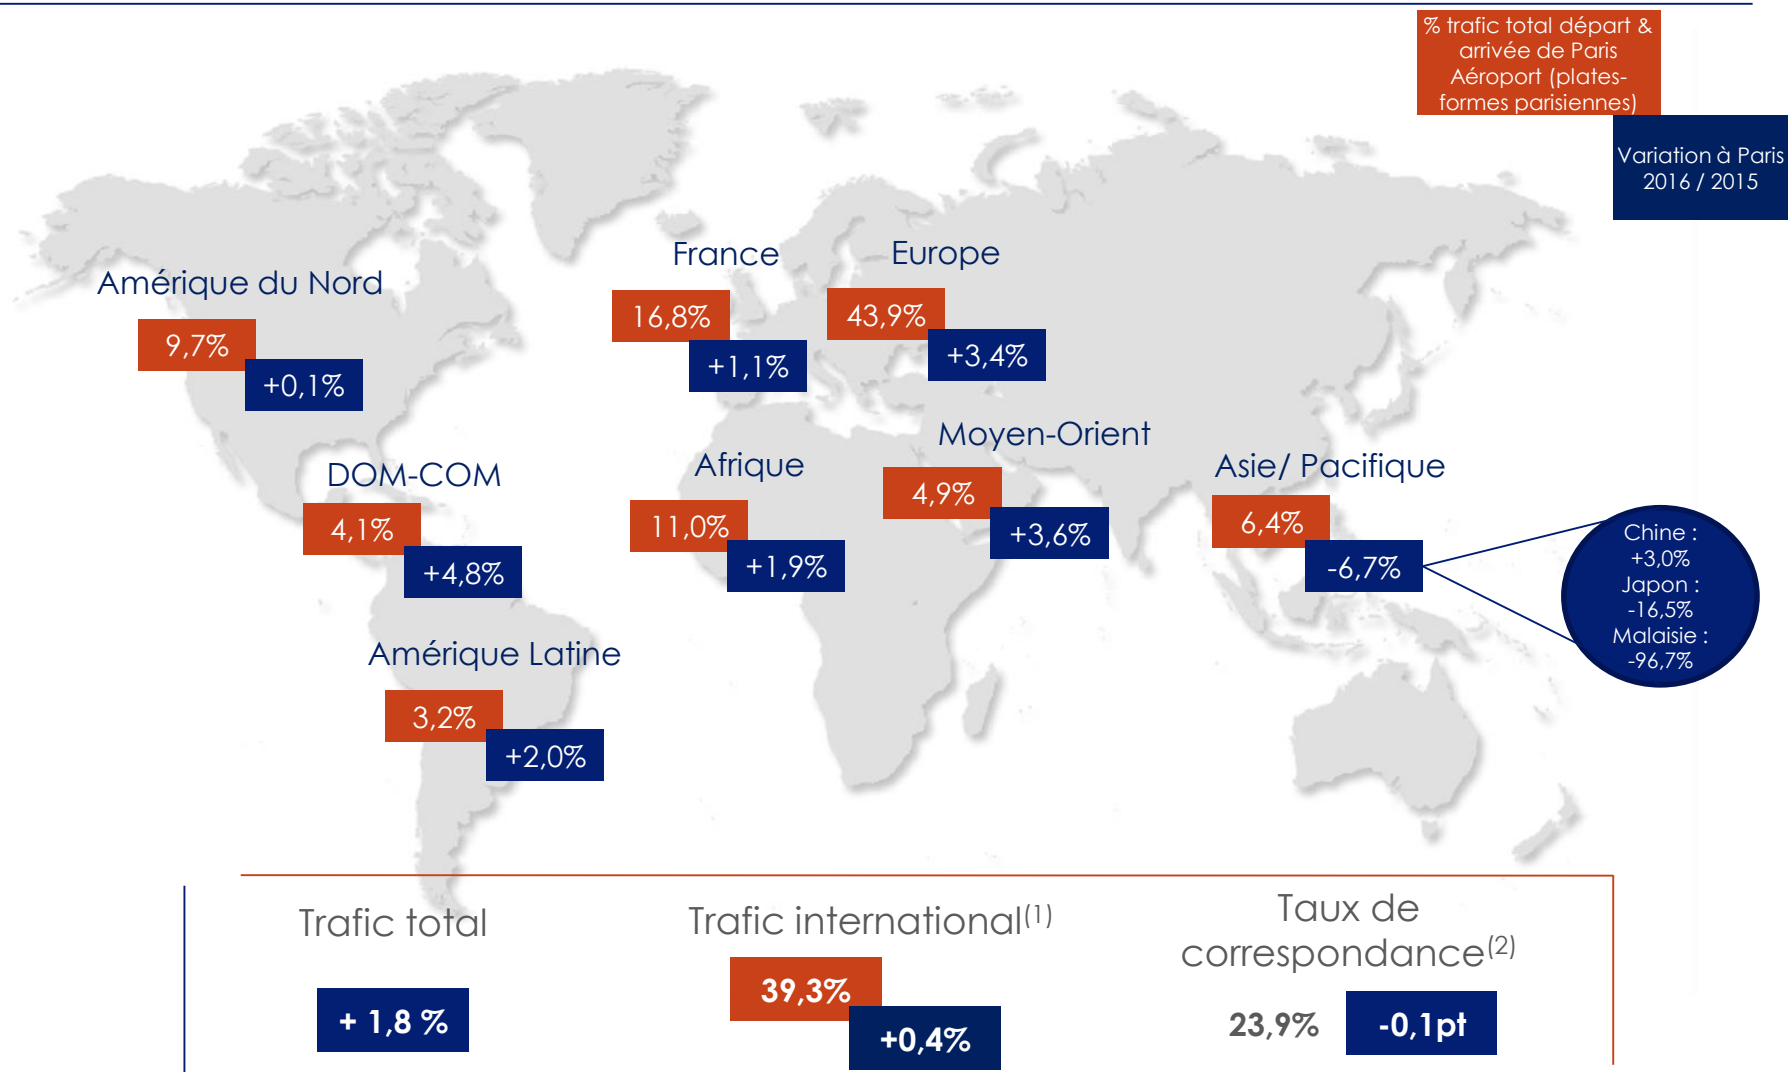 % trafic total départ &
arrivée de Paris
Aéroport (plates-
formes parisiennes)
Variation à Paris
2016 / 2015
France
Europe
Amérique du Nord
16,8%
43,9%
9,7%
+1,1%
+3,4%
+0,1%
Moyen-Orient
Afrique
Asie/ Pacifique
DOM-COM
4,9%
4,1%
11,0%
6,4%
+3,6%
+4,8%
+1,9%
-6,7%
Chine :
+3,0%
Japon :
-16,5%
Malaisie :
-96,7%
Amérique Latine
3,2%
+2,0%
Trafic total
+ 1,8 %
Trafic international(1)
39,3%
+0,4%
Taux de
correspondance(2)
23,9%
-0,1pt